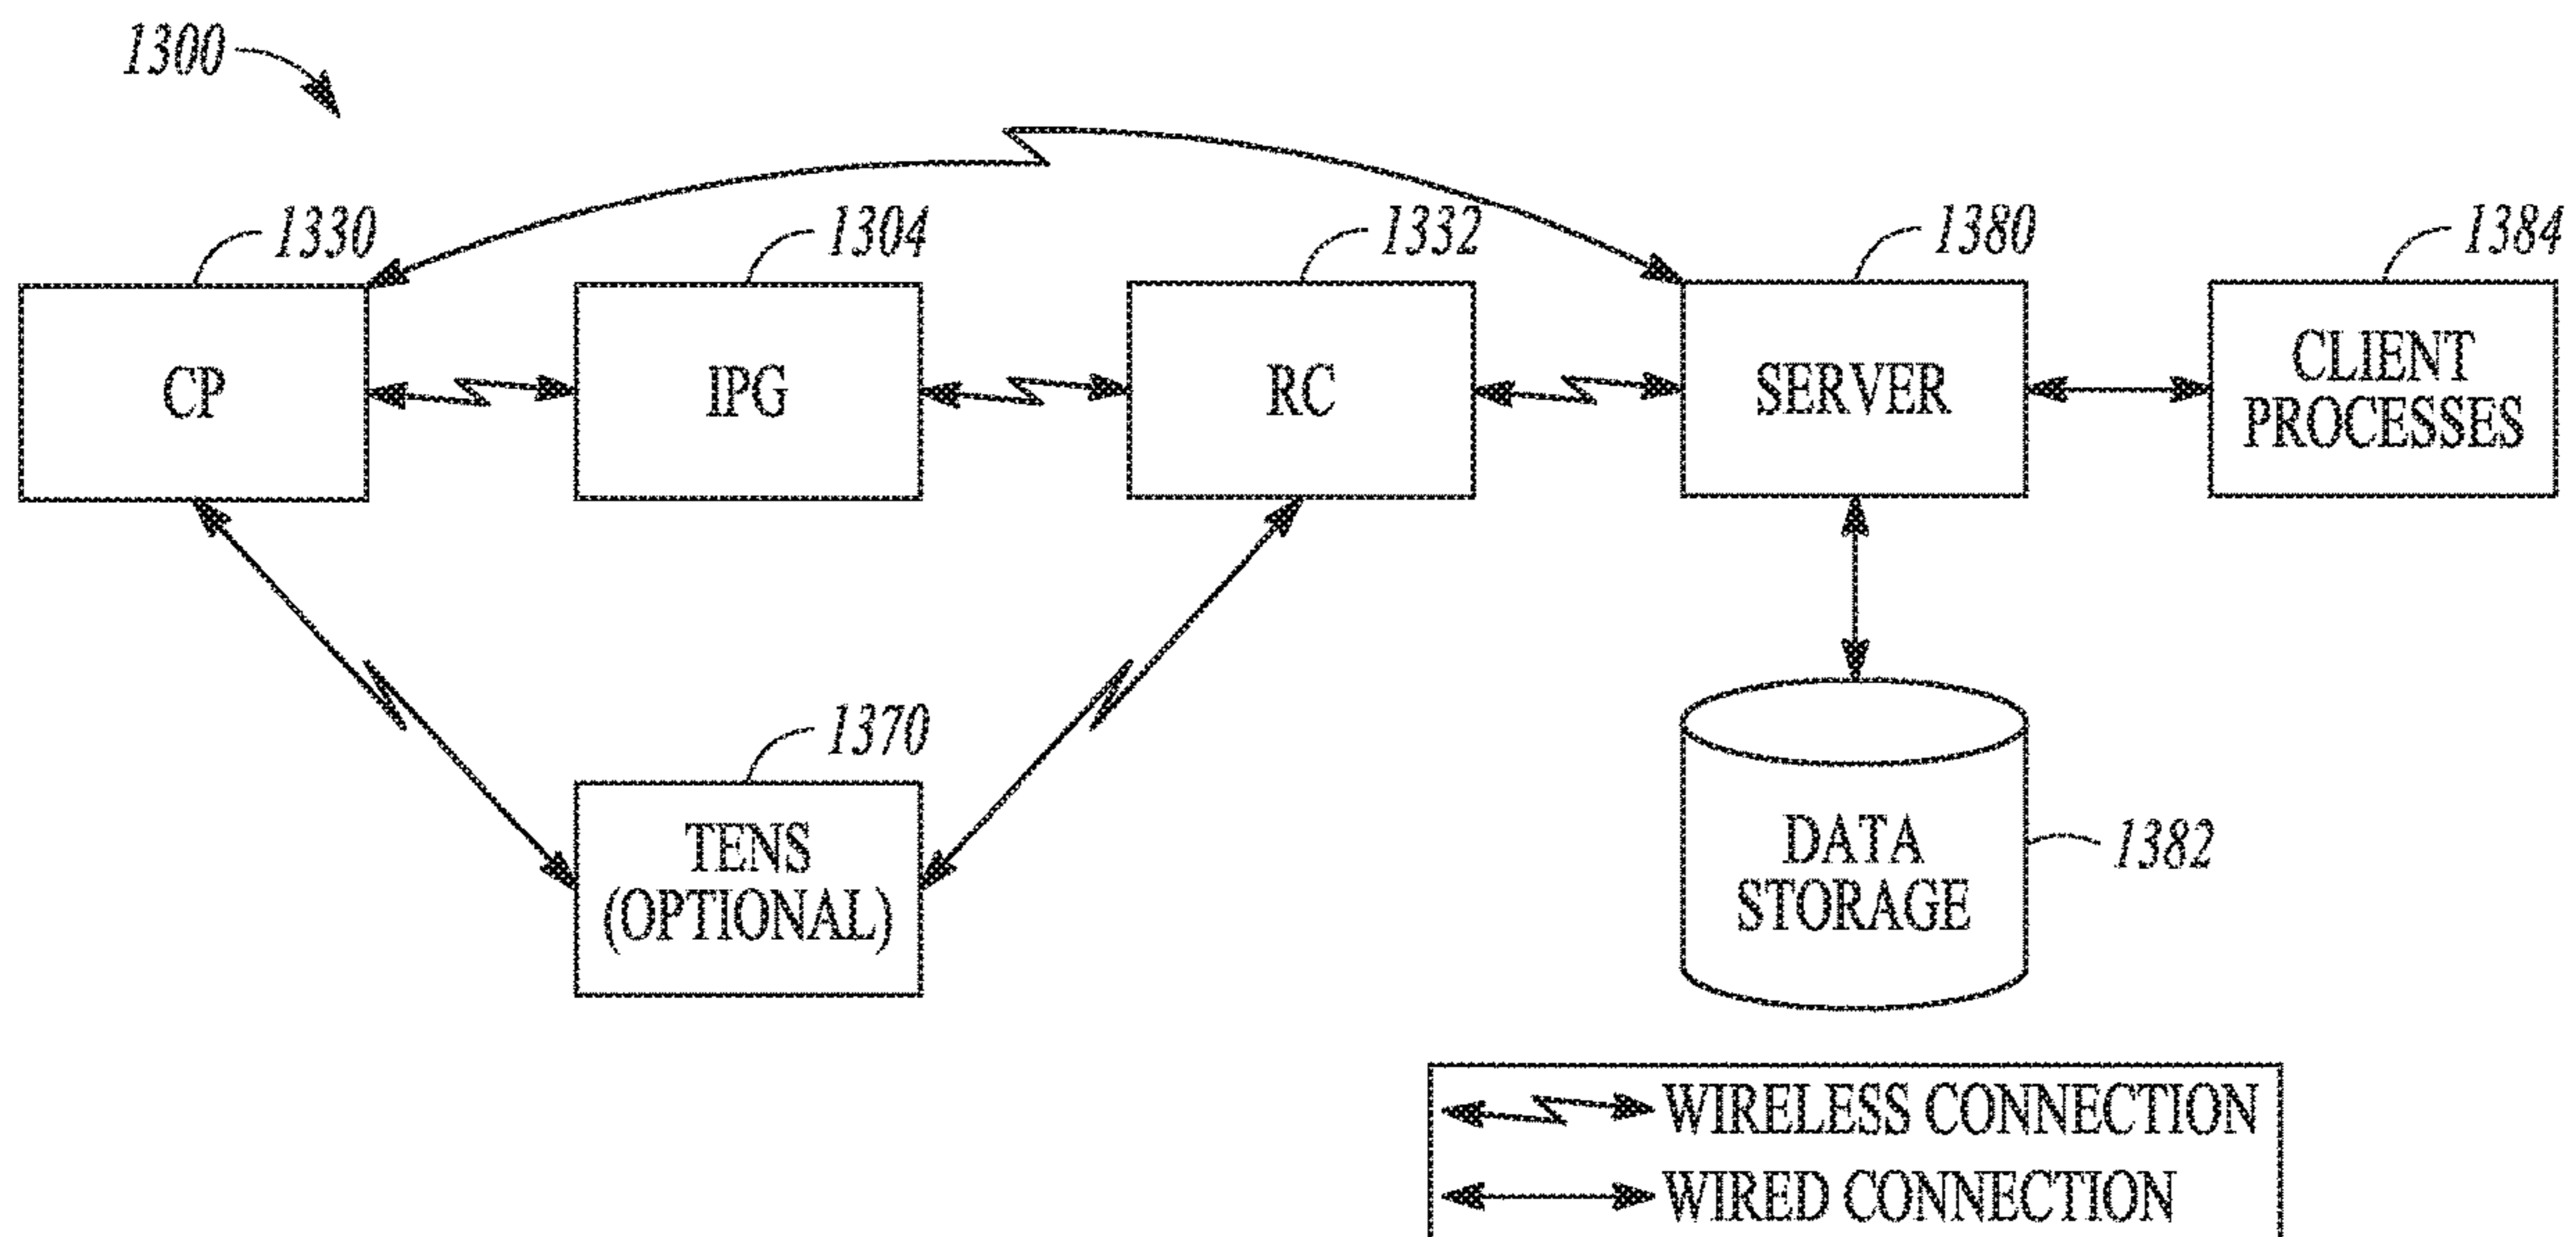 1300
1330
1304
1332
1380
1384
CP
IPG
RC
SERVER
CLIENT
PROCESSES
1370
TENS
(OPTIONAL)
DATA
STORAGE
1382
WIRELESS CONNECTION
WIRED CONNECTION